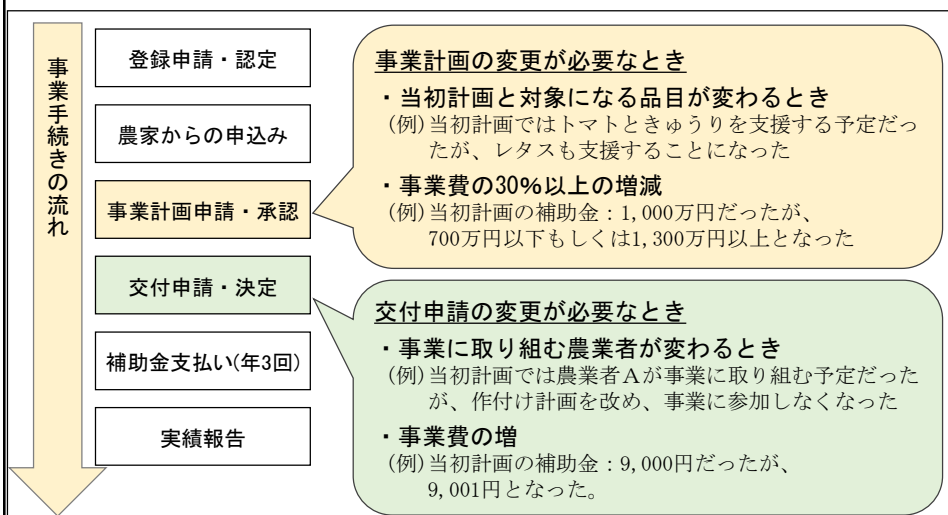 事業手続きの流れ
登録申請・認定
農家からの申込み
事業計画申請・承認
交付申請・決定
補助金支払い(年3回)
実績報告
事業計画の変更が必要なとき
・当初計画と対象になる品目が変わるとき
(例)当初計画ではトマトときゅうりを支援する予定だっ
たが、レタスも支援することになった
・事業費の30％以上の増減
(例)当初計画の補助金：1,000万円だったが、
700万円以下もしくは1,300万円以上となった
交付申請の変更が必要なとき
・事業に取り組む農業者が変わるとき
(例)当初計画では農業者Ａが事業に取り組む予定だった
が、作付け計画を改め、事業に参加しなくなった
・事業費の増
(例)当初計画の補助金：9,000円だったが、
9,001円となった。